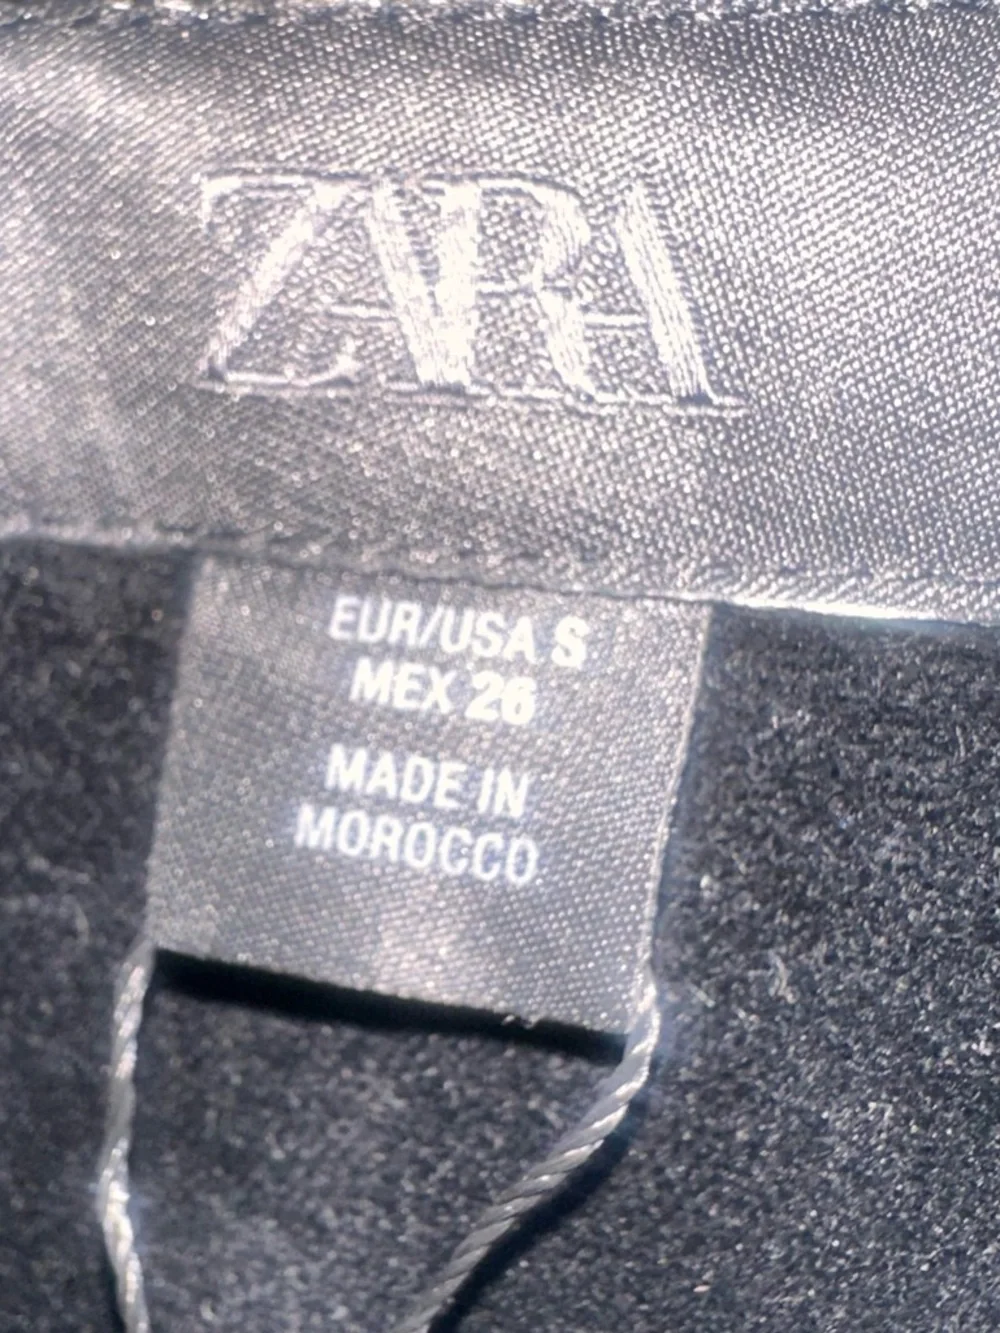 ZARA
EUR/USA S
MEX 26
MADE IN
MOROCCO